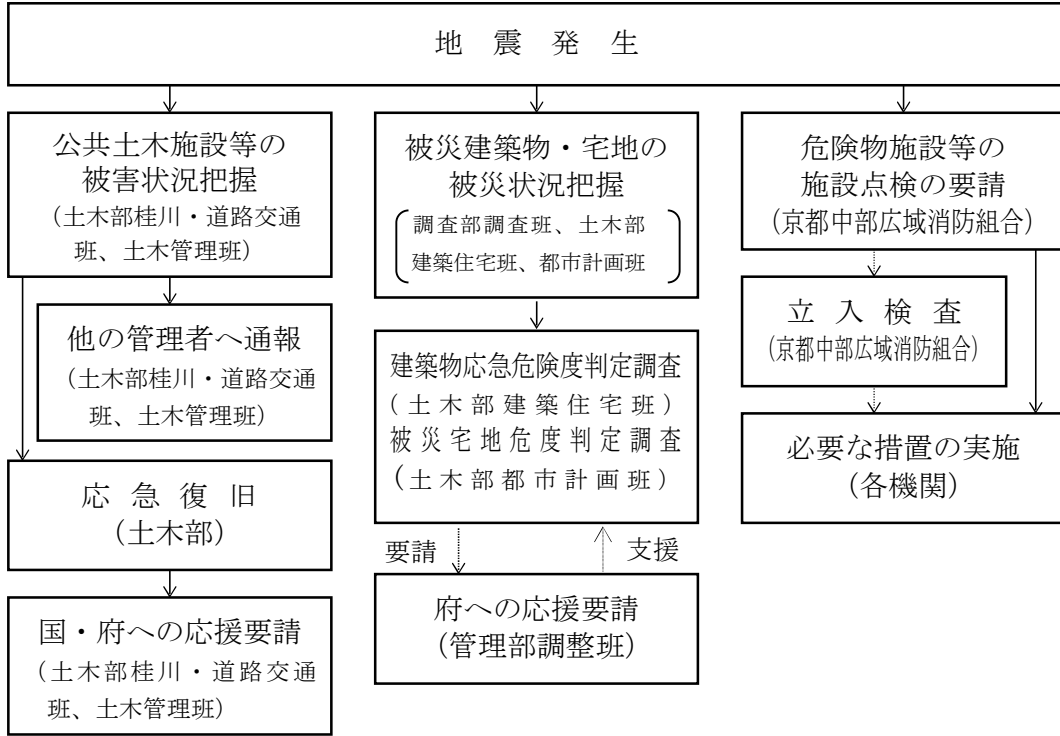 地震発生
公共土木施設等の
被害状況把握
（土木部桂川・道路交通
班、土木管理班）
他の管理者へ通報
（土木部桂川・道路交通
班、土木管理班）
応急復旧
（土木部）
国・府への応援要請
（土木部桂川・道路交通
班、土木管理班）
被災建築物・宅地の
被災状況把握
調査部調査班、土木部
建築住宅班、都市計画班
建築物応急危険度判定調査
（土木部建築住宅班）
被災宅地危度判定調査
（土木部都市計画班）
要請
支援
府への応援要請
（管理部調整班）
危険物施設等の
施設点検の要請
（京都中部広域消防組合）
立入検査
（京都中部広域消防組合）
必要な措置の実施
（各機関）